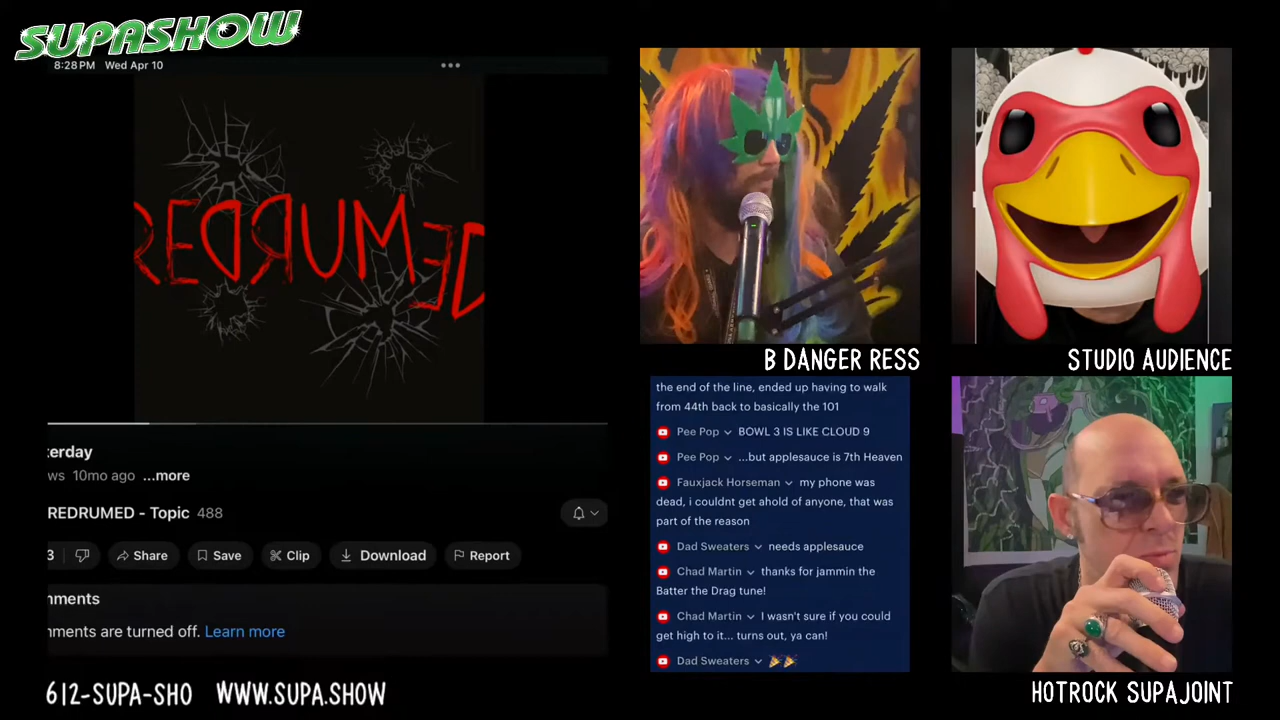 SUPASHOW
8:28 PM Wed Apr 10
REDRUMED
terday
ws 10mo ago ...more
REDRUMED - Topic 488
3 Share Save Clip Download Report
mments
mments are turned off. Learn more
612-SUPA-SHO WWW.SUPA.SHOW
B DANGER RESS
STUDIO AUDIENCE
the end of the line, ended up having to walk
from 44th back to basically the 101
Pee Pop BOWL 3 IS LIKE CLOUD 9
Pee Pop ...but applesauce is 7th Heaven
Fauxjack Horseman my phone was
dead, i couldnt get ahold of anyone, that was
part of the reason
Dad Sweaters needs applesauce
Chad Martin thanks for jammin the
Batter the Drag tune!
Chad Martin I wasn't sure if you could
get high to it... turns out, ya can!
Dad Sweaters 🎉🎉
HOTROCK SUPAJOINT